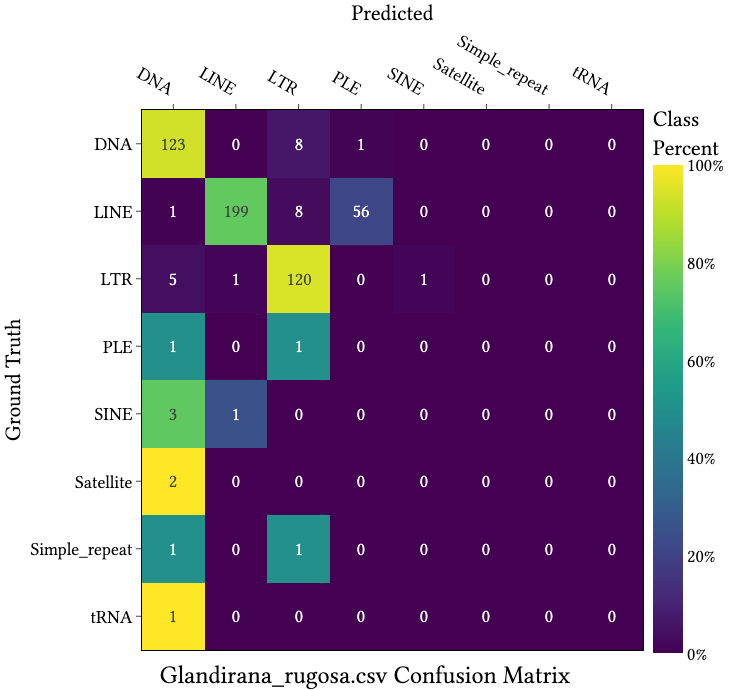 Predicted
DNA LINE LTR PLE SINE Satellite Simple_repeat tRNA
Class
Percent
DNA 123 0 8 1 0 0 0 0
100%
LINE 1 199 8 56 0 0 0 0
80%
LTR 5 1 120 0 1 0 0 0
PLE 1 0 1 0 0 0 0 0
60%
Ground Truth
SINE 3 1 0 0 0 0 0 0
40%
Satellite 2 0 0 0 0 0 0 0
Simple_repeat 1 0 1 0 0 0 0 0
20%
tRNA 1 0 0 0 0 0 0 0
0%
Glandirana_rugosa.csv Confusion Matrix